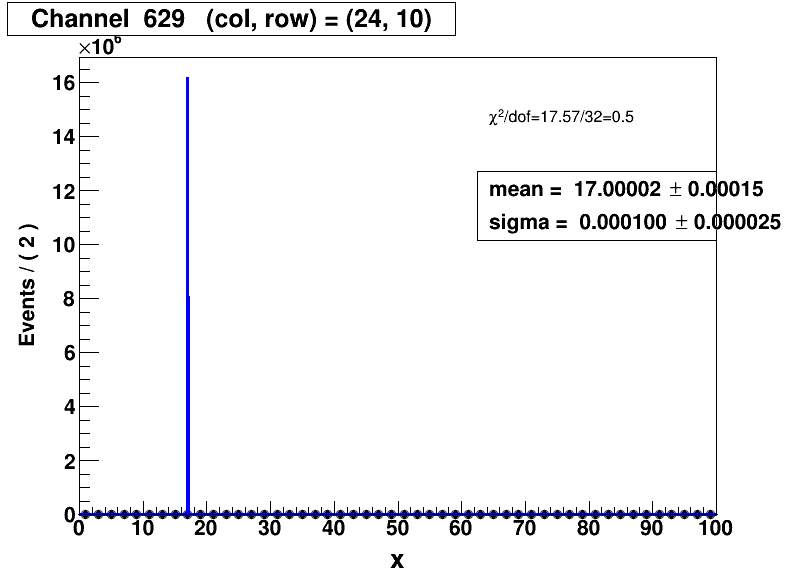 Channel 629 (col, row) = (24, 10)
×10⁶
16
14
12
10
8
6
4
2
0
χ²/dof=17.57/32=0.5
mean = 17.00002 ± 0.00015
sigma = 0.000100 ± 0.000025
Events / ( 2 )
0 10 20 30 40 50 60 70 80 90 100
x